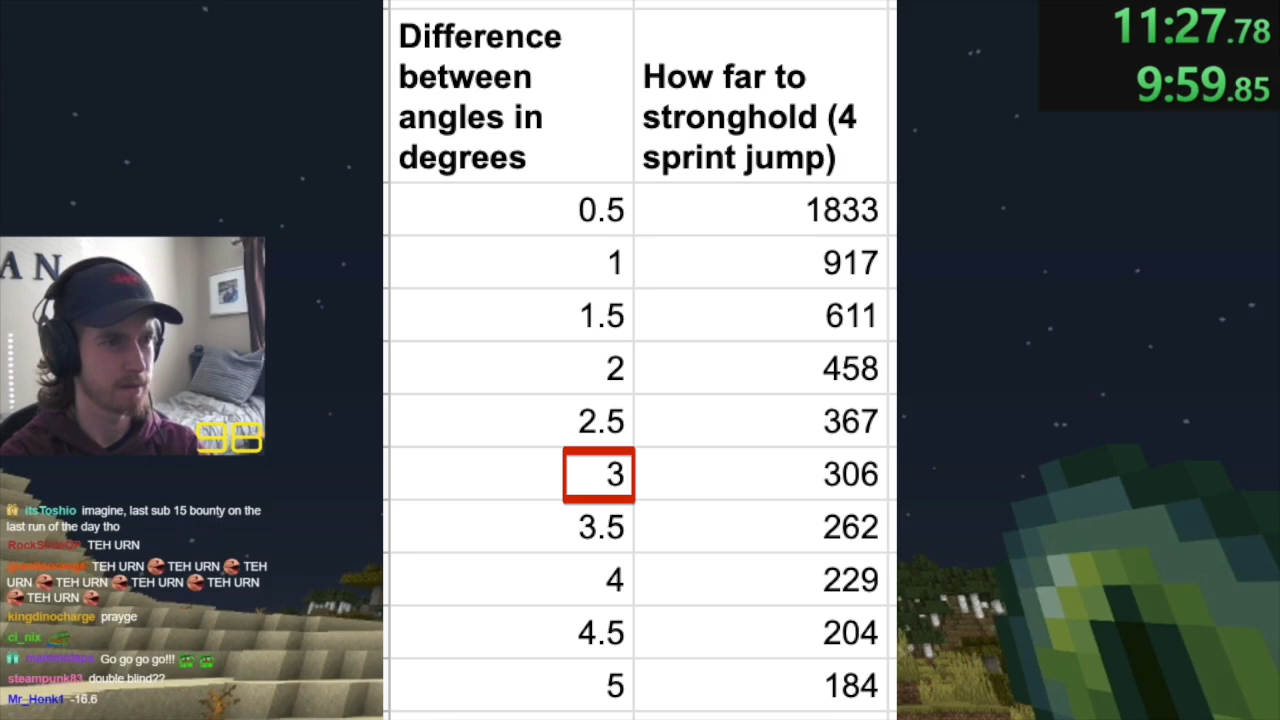 Difference
between
angles in
degrees
How far to
stronghold (4
sprint jump)
0.5 1833
1 917
1.5 611
2 458
2.5 367
3 306
3.5 262
4 229
4.5 204
5 184
11:27.78
9:59.85
AN
itsToshio imagine, last sub 15 bounty on the
last run of the day tho
TEH URN
TEH URN TEH URN TEH
URN TEH URN TEH URN TEH URN
TEH URN
kingdinocharge prayge
ci_nix
Go go go go!!!
steampunk83 double blind??
Mr_Honk1 -16.6